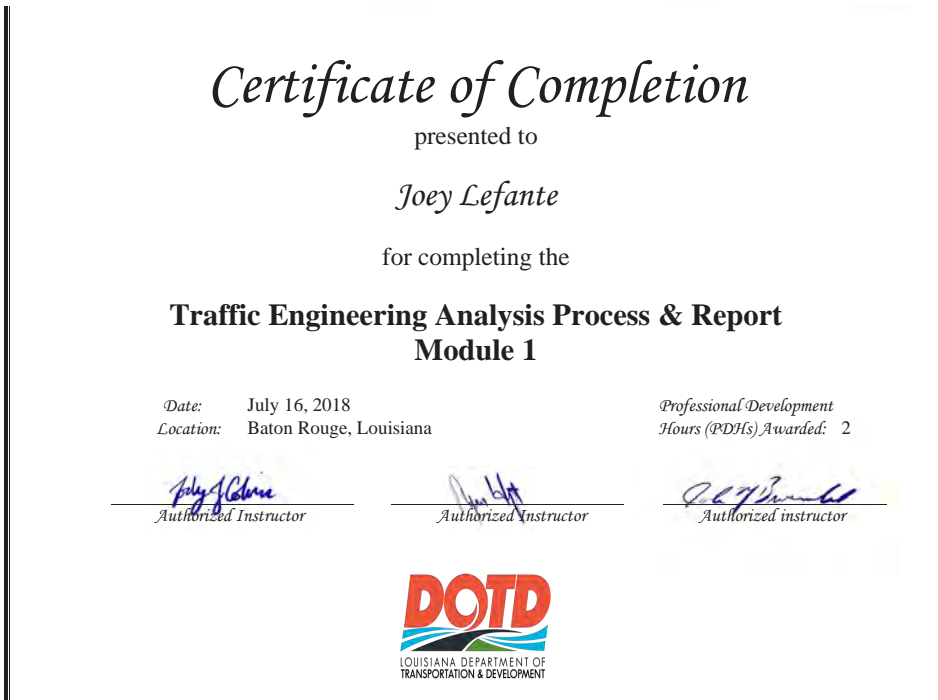 Certificate of Completion
presented to
Joey Lefante
for completing the
Traffic Engineering Analysis Process & Report
Module 1
Date: July 16, 2018
Location: Baton Rouge, Louisiana
Professional Development
Hours (PDHs) Awarded: 2
Authorized Instructor
Authorized Instructor
Authorized instructor
DOTD
LOUISIANA DEPARTMENT OF
TRANSPORTATION & DEVELOPMENT